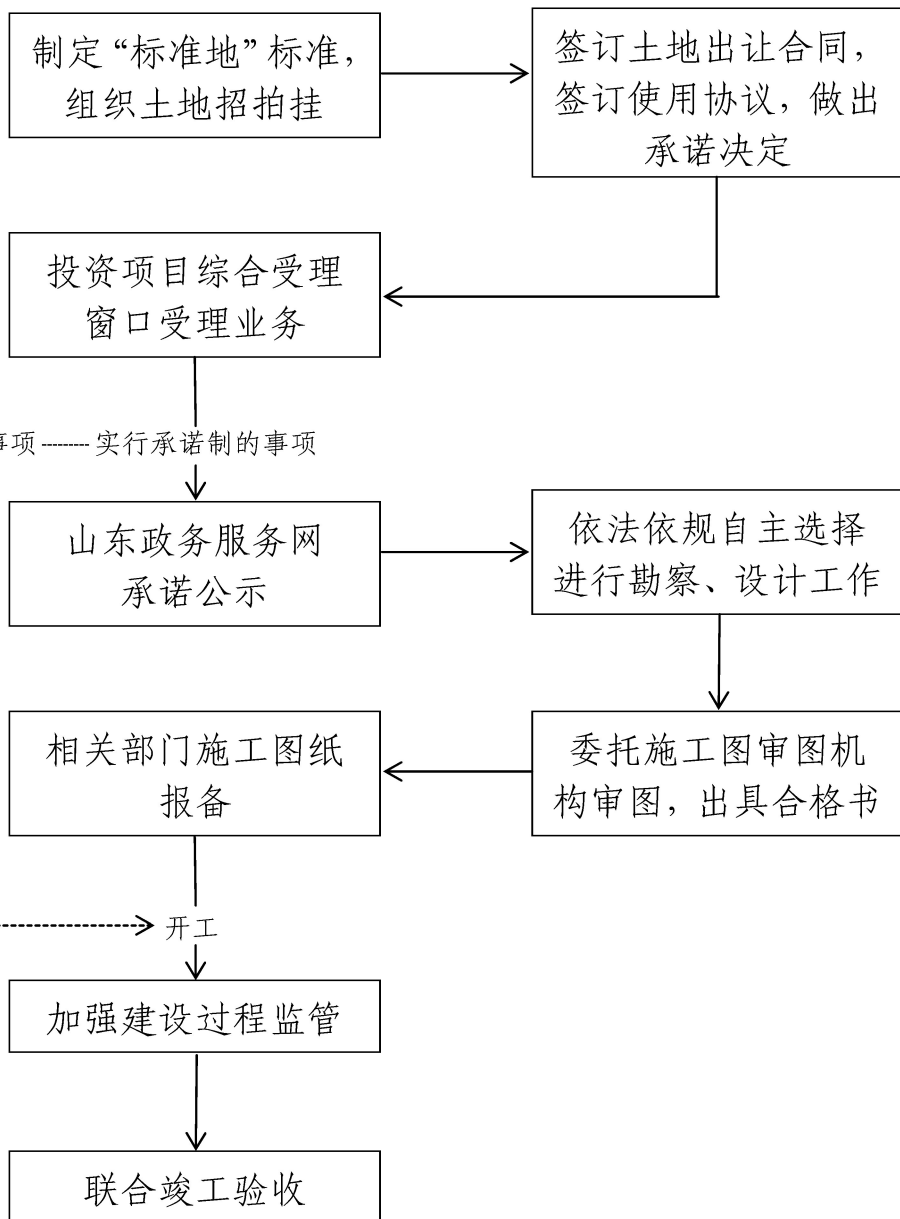 制定“标准地”标准，
组织土地招拍挂
签订土地出让合同，
签订使用协议，做出
承诺决定
投资项目综合受理
窗口受理业务
事项--------实行承诺制的事项
山东政务服务网
承诺公示
依法依规自主选择
进行勘察、设计工作
相关部门施工图纸
报备
委托施工图审图机
构审图，出具合格书
开工
加强建设过程监管
联合竣工验收